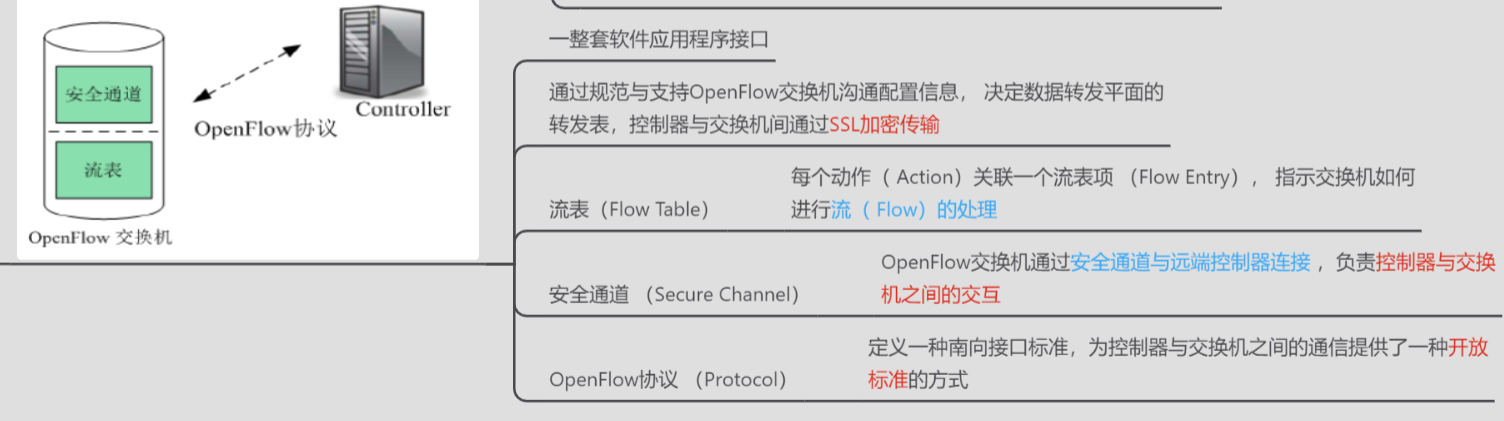 安全通道
流表
OpenFlow 交换机
OpenFlow协议
Controller
一整套软件应用程序接口
通过规范与支持OpenFlow交换机沟通配置信息， 决定数据转发平面的
转发表，控制器与交换机间通过SSL加密传输
流表（Flow Table）
每个动作（ Action）关联一个流表项 （Flow Entry）， 指示交换机如何
进行流（ Flow）的处理
安全通道 （Secure Channel）
OpenFlow交换机通过安全通道与远端控制器连接 ，负责控制器与交换
机之间的交互
OpenFlow协议 （Protocol）
定义一种南向接口标准，为控制器与交换机之间的通信提供了一种开放
标准的方式